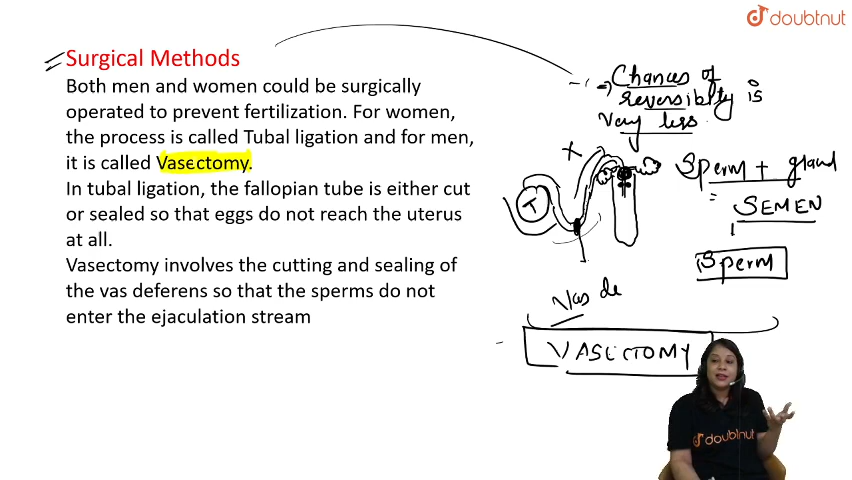 doubtnut
Surgical Methods
Both men and women could be surgically
operated to prevent fertilization. For women,
the process is called Tubal ligation and for men,
it is called Vasectomy.
In tubal ligation, the fallopian tube is either cut
or sealed so that eggs do not reach the uterus
at all.
Vasectomy involves the cutting and sealing of
the vas deferens so that the sperms do not
enter the ejaculation stream
Chances of
reversiblty is
Very less.
T
Sperm + gland
= SEMEN
Sperm
Vas de
VASECTOMY
doubtnut